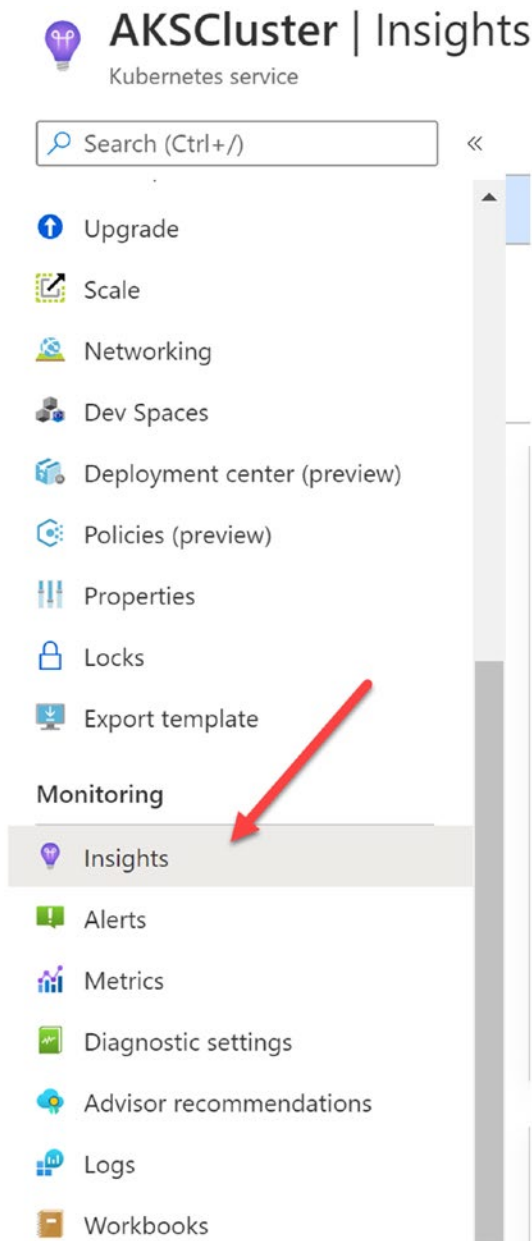 AKSCluster | Insights
Kubernetes service
Search (Ctrl+/)
Upgrade
Scale
Networking
Dev Spaces
Deployment center (preview)
Policies (preview)
Properties
Locks
Export template
Monitoring
Insights
Alerts
Metrics
Diagnostic settings
Advisor recommendations
Logs
Workbooks